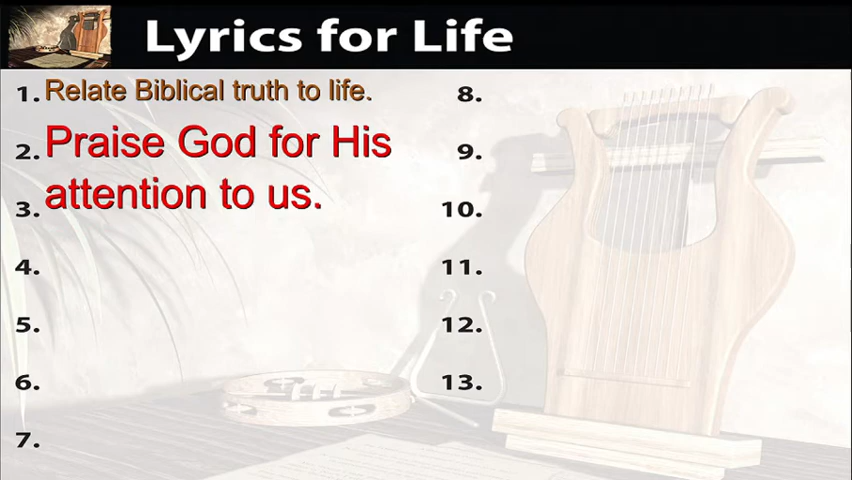 Lyrics for Life
1. Relate Biblical truth to life.
2. Praise God for His
3. attention to us.
4.
5.
6.
7.
8.
9.
10.
11.
12.
13.